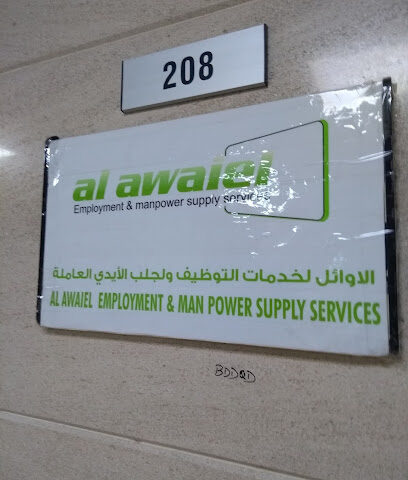 208
al awaiel
Employment & manpower supply services
الاوائل لخدمات التوظيف ولجلب الأيدي العاملة
AL AWAIEL EMPLOYMENT & MAN POWER SUPPLY SERVICES